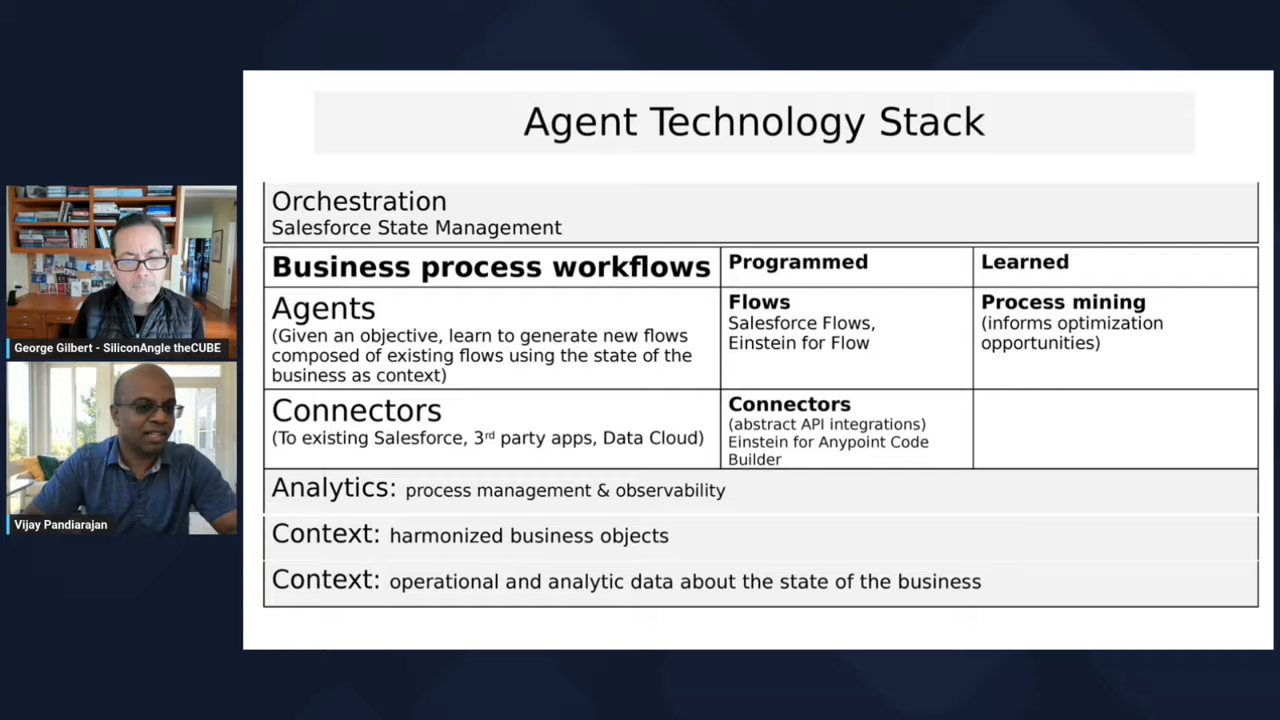 Agent Technology Stack
Orchestration
Salesforce State Management
Business process workflows
Programmed
Learned
Agents
(Given an objective, learn to generate new flows
composed of existing flows using the state of the
business as context)
Flows
Salesforce Flows,
Einstein for Flow
Process mining
(informs optimization
opportunities)
Connectors
(To existing Salesforce, 3rd party apps, Data Cloud)
Connectors
(abstract API integrations)
Einstein for Anypoint Code
Builder
Analytics: process management & observability
Context: harmonized business objects
Context: operational and analytic data about the state of the business
George Gilbert - SiliconAngle theCUBE
Vijay Pandiarajan